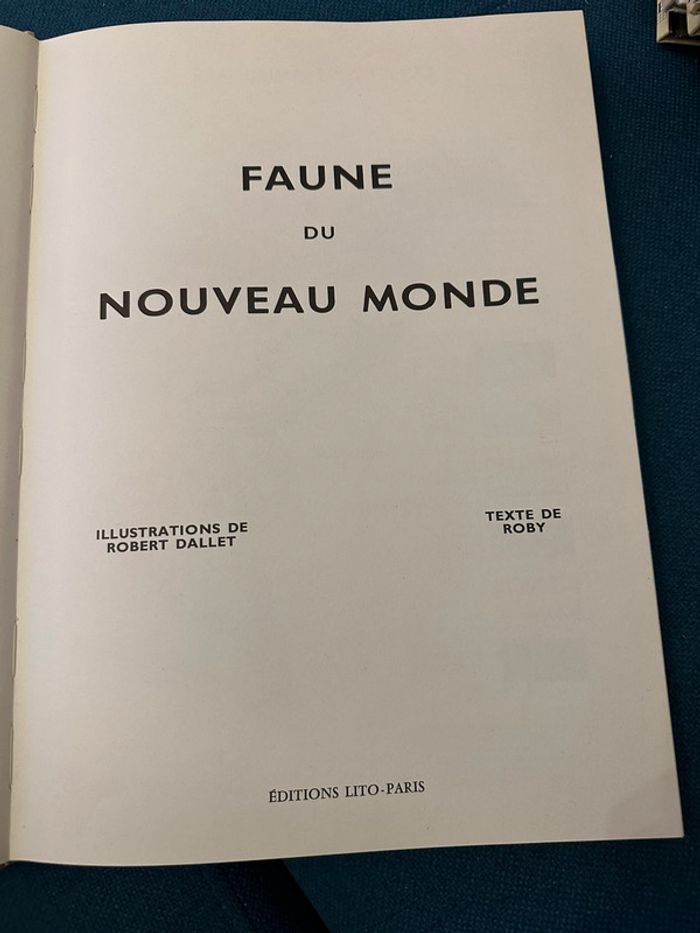 FAUNE
DU
NOUVEAU MONDE
ILLUSTRATIONS DE
ROBERT DALLET
TEXTE DE
ROBY
ÉDITIONS LITO-PARIS